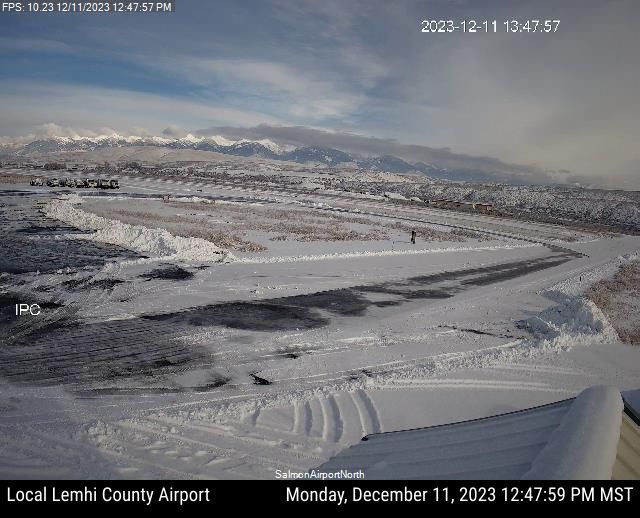 FPS: 10.23 12/11/2023 12:47:57 PM
2023-12-11 13:47:57
IPC
SalmonAirportNorth
Local Lemhi County Airport Monday, December 11, 2023 12:47:59 PM MST